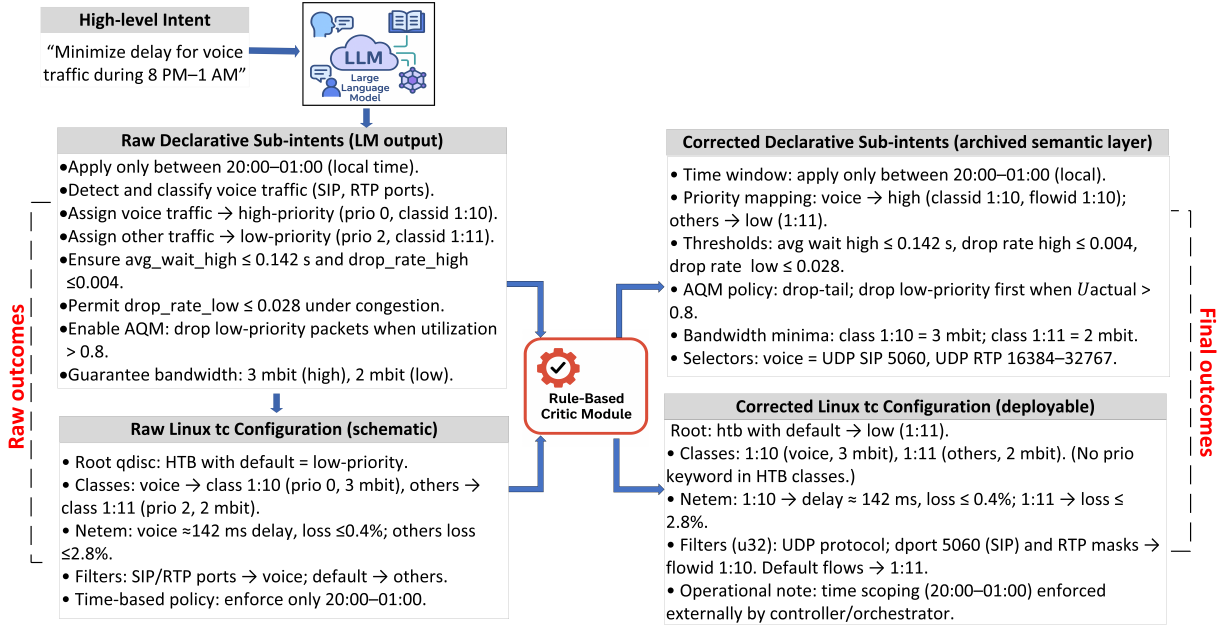 High-level Intent
“Minimize delay for voice
traffic during 8 PM–1 AM”
LLM
Large
Language
Model
Raw Declarative Sub-intents (LM output)
●Apply only between 20:00–01:00 (local time).
●Detect and classify voice traffic (SIP, RTP ports).
●Assign voice traffic → high-priority (prio 0, classid 1:10).
●Assign other traffic → low-priority (prio 2, classid 1:11).
●Ensure avg_wait_high ≤ 0.142 s and drop_rate_high
≤0.004.
●Permit drop_rate_low ≤ 0.028 under congestion.
●Enable AQM: drop low-priority packets when utilization
> 0.8.
●Guarantee bandwidth: 3 mbit (high), 2 mbit (low).
Raw outcomes
Raw Linux tc Configuration (schematic)
• Root qdisc: HTB with default = low-priority.
• Classes: voice → class 1:10 (prio 0, 3 mbit), others →
class 1:11 (prio 2, 2 mbit).
• Netem: voice ≈142 ms delay, loss ≤0.4%; others loss
≤2.8%.
• Filters: SIP/RTP ports → voice; default → others.
• Time-based policy: enforce only 20:00–01:00.
Rule-Based
Critic Module
Corrected Declarative Sub-intents (archived semantic layer)
• Time window: apply only between 20:00–01:00 (local).
• Priority mapping: voice → high (classid 1:10, flowid 1:10);
others → low (1:11).
• Thresholds: avg wait high ≤ 0.142 s, drop rate high ≤ 0.004,
drop rate low ≤ 0.028.
• AQM policy: drop-tail; drop low-priority first when 𝑈actual >
0.8.
• Bandwidth minima: class 1:10 = 3 mbit; class 1:11 = 2 mbit.
• Selectors: voice = UDP SIP 5060, UDP RTP 16384–32767.
Final outcomes
Corrected Linux tc Configuration (deployable)
Root: htb with default → low (1:11).
• Classes: 1:10 (voice, 3 mbit), 1:11 (others, 2 mbit). (No prio
keyword in HTB classes.)
• Netem: 1:10 → delay ≈ 142 ms, loss ≤ 0.4%; 1:11 → loss ≤
2.8%.
• Filters (u32): UDP protocol; dport 5060 (SIP) and RTP masks →
flowid 1:10. Default flows → 1:11.
• Operational note: time scoping (20:00–01:00) enforced
externally by controller/orchestrator.